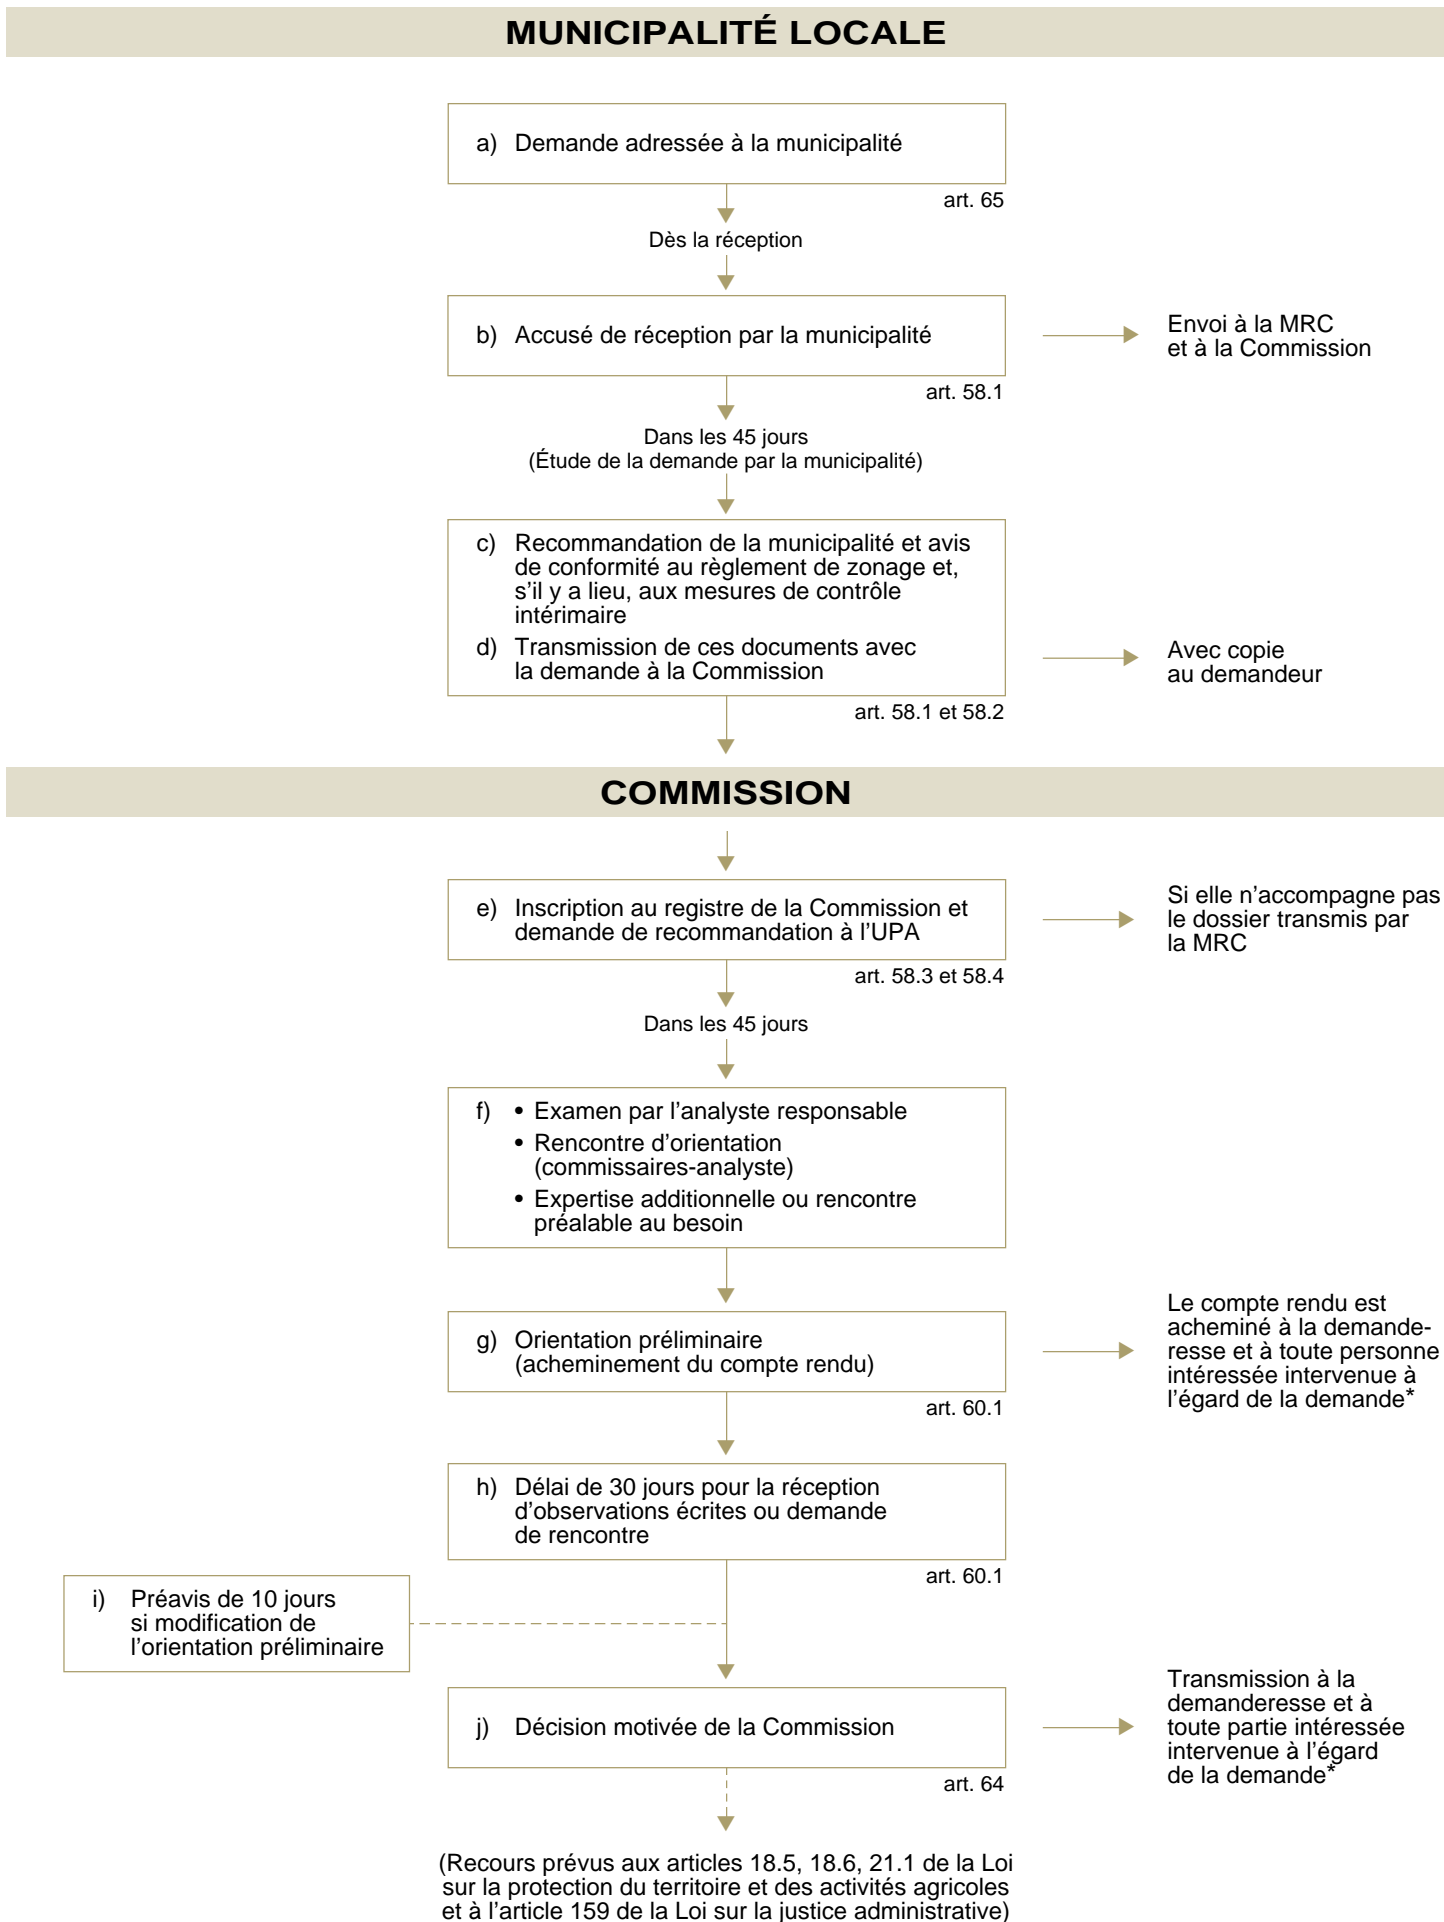 MUNICIPALITÉ LOCALE
a) Demande adressée à la municipalité
art. 65
Dès la réception
b) Accusé de réception par la municipalité
Envoi à la MRC
et à la Commission
art. 58.1
Dans les 45 jours
(Étude de la demande par la municipalité)
c) Recommandation de la municipalité et avis
de conformité au règlement de zonage et,
s’il y a lieu, aux mesures de contrôle
intérimaire
d) Transmission de ces documents avec
la demande à la Commission
Avec copie
au demandeur
art. 58.1 et 58.2
COMMISSION
e) Inscription au registre de la Commission et
demande de recommandation à l’UPA
Si elle n’accompagne pas
le dossier transmis par
la MRC
art. 58.3 et 58.4
Dans les 45 jours
f) • Examen par l’analyste responsable
• Rencontre d’orientation
(commissaires-analyste)
• Expertise additionnelle ou rencontre
préalable au besoin
g) Orientation préliminaire
(acheminement du compte rendu)
Le compte rendu est
acheminé à la demande-
resse et à toute personne
intéressée intervenue à
l’égard de la demande*
art. 60.1
h) Délai de 30 jours pour la réception
d’observations écrites ou demande
de rencontre
art. 60.1
i) Préavis de 10 jours
si modification de
l’orientation préliminaire
j) Décision motivée de la Commission
Transmission à la
demanderesse et à
toute partie intéressée
intervenue à l’égard
de la demande*
art. 64
(Recours prévus aux articles 18.5, 18.6, 21.1 de la Loi
sur la protection du territoire et des activités agricoles
et à l’article 159 de la Loi sur la justice administrative)